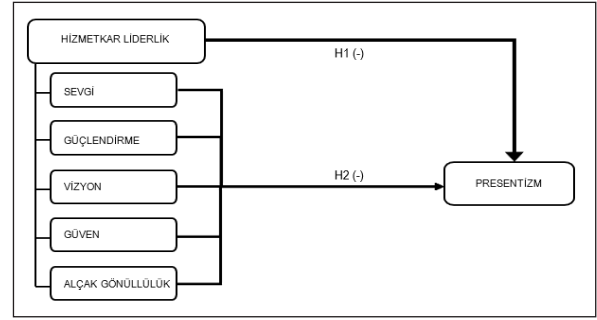 HİZMETKAR LİDERLİK
H1 (-)
SEVGİ
GÜÇLENDİRME
VİZYON
H2 (-)
PRESENTİZM
GÜVEN
ALÇAK GÖNÜLLÜLÜK